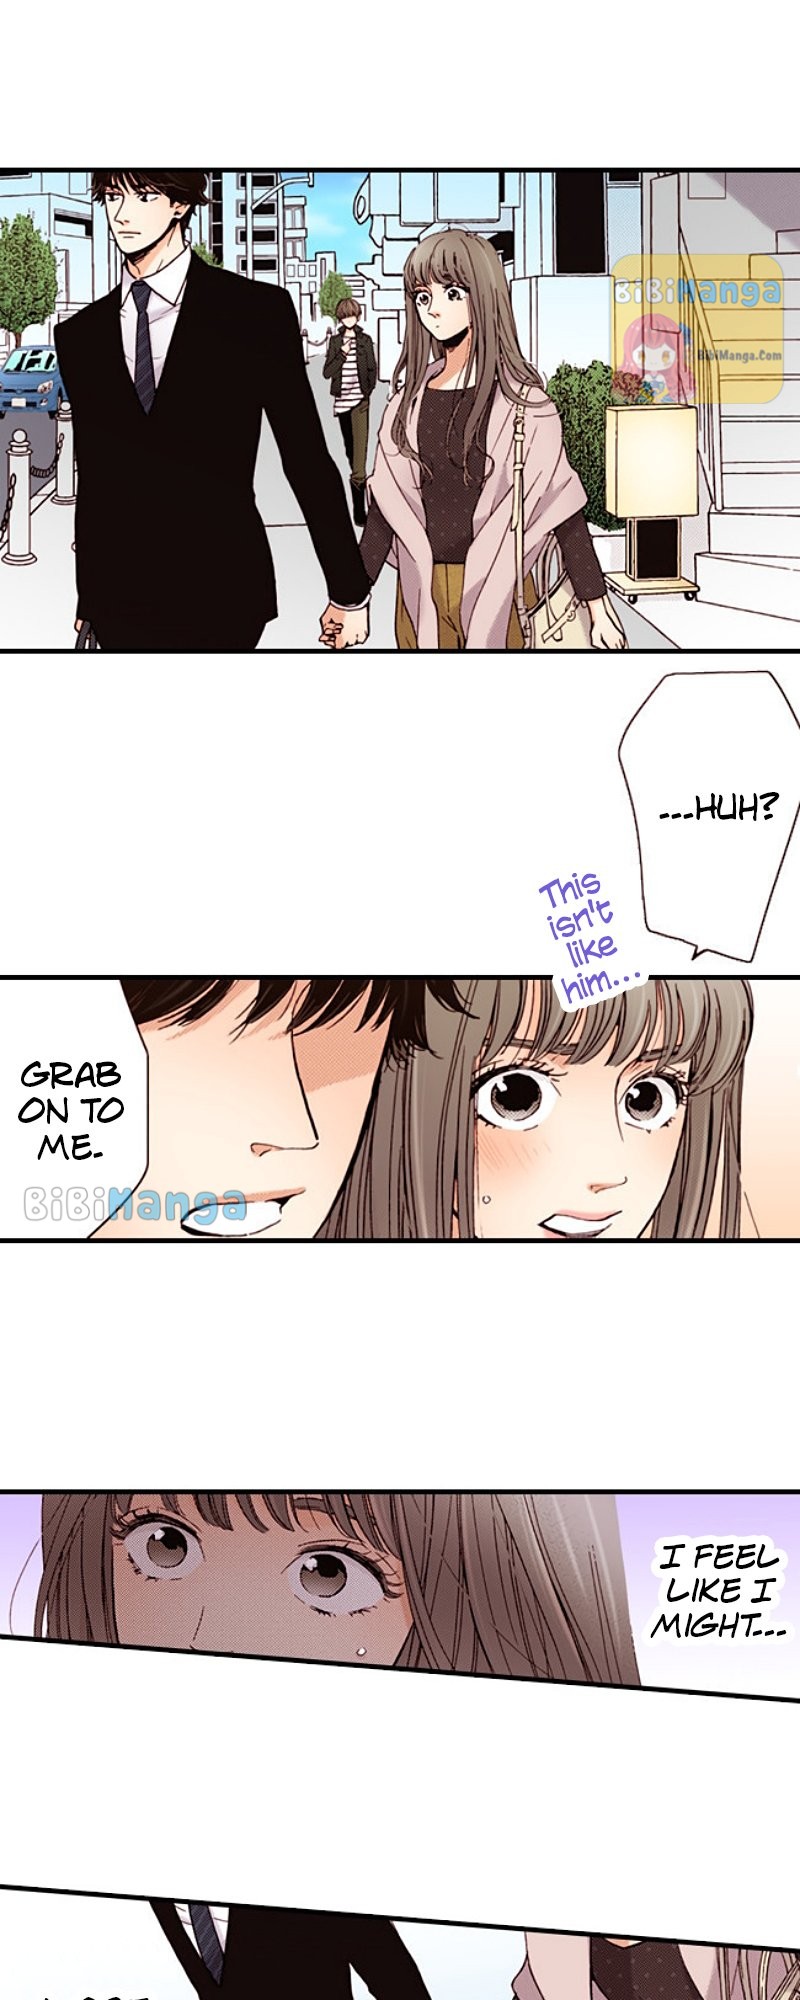 BiBiManga
BibiManga.Com
...HUH?
This
isn't
like
him...
GRAB
ON TO
ME.
BiBiManga
I FEEL
LIKE I
MIGHT...